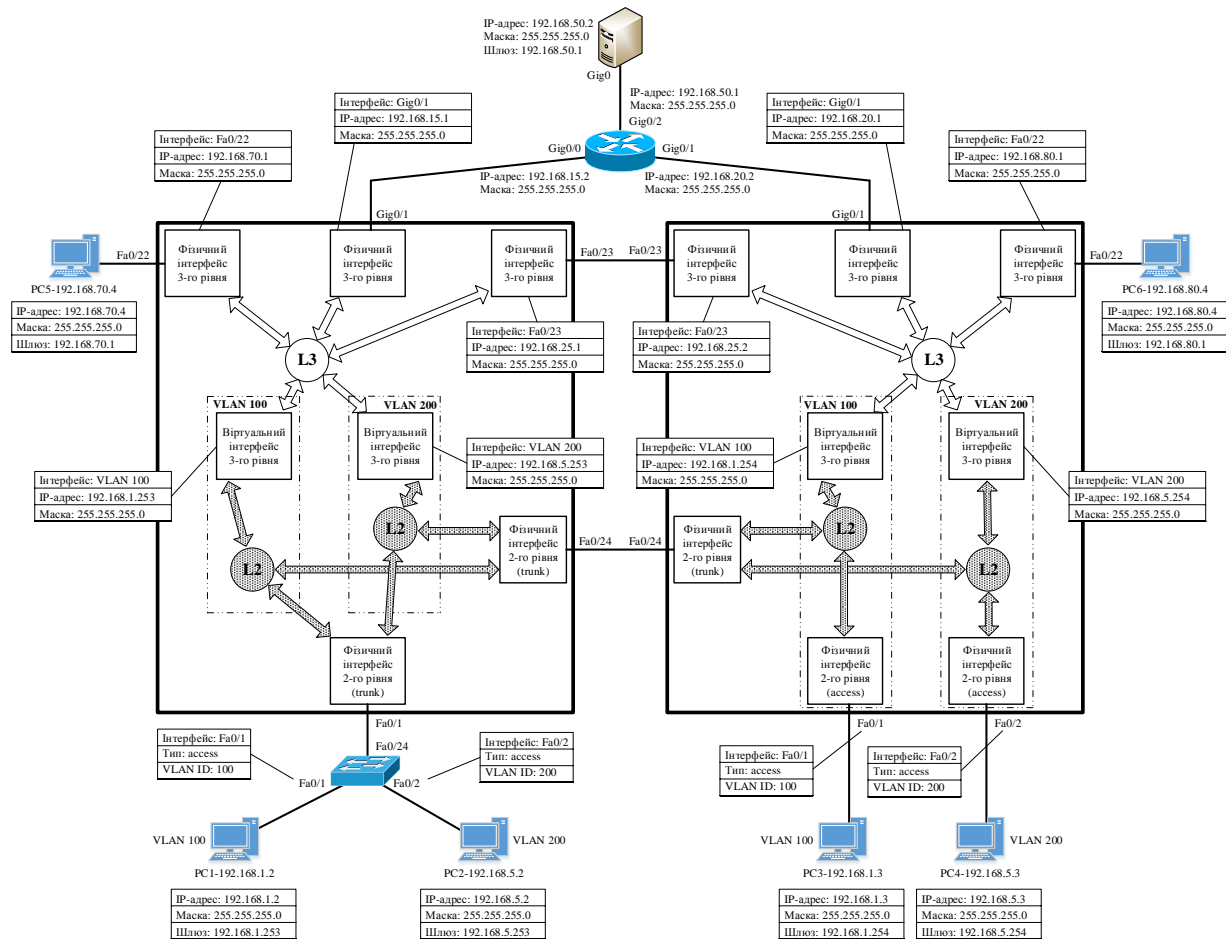 IP-адрес: 192.168.50.2
Маска: 255.255.255.0
Шлюз: 192.168.50.1
Gig0
IP-адрес: 192.168.50.1
Маска: 255.255.255.0
Gig0/2
Інтерфейс: Gig0/1
IP-адрес: 192.168.15.1
Маска: 255.255.255.0
Інтерфейс: Gig0/1
IP-адрес: 192.168.20.1
Маска: 255.255.255.0
Інтерфейс: Fa0/22
IP-адрес: 192.168.70.1
Маска: 255.255.255.0
Інтерфейс: Fa0/22
IP-адрес: 192.168.80.1
Маска: 255.255.255.0
Gig0/0
Gig0/1
IP-адрес: 192.168.15.2
Маска: 255.255.255.0
IP-адрес: 192.168.20.2
Маска: 255.255.255.0
Gig0/1
Gig0/1
Fa0/22
Фізичний
інтерфейс
3-го рівня
Фізичний
інтерфейс
3-го рівня
Фізичний
інтерфейс
3-го рівня
Fa0/23
Fa0/23
Фізичний
інтерфейс
3-го рівня
Фізичний
інтерфейс
3-го рівня
Фізичний
інтерфейс
3-го рівня
Fa0/22
PC5-192.168.70.4
IP-адрес: 192.168.70.4
Маска: 255.255.255.0
Шлюз: 192.168.70.1
PC6-192.168.80.4
IP-адрес: 192.168.80.4
Маска: 255.255.255.0
Шлюз: 192.168.80.1
Інтерфейс: Fa0/23
IP-адрес: 192.168.25.1
Маска: 255.255.255.0
Інтерфейс: Fa0/23
IP-адрес: 192.168.25.2
Маска: 255.255.255.0
L3
L3
VLAN 100
VLAN 200
VLAN 100
VLAN 200
Віртуальний
інтерфейс
3-го рівня
Віртуальний
інтерфейс
3-го рівня
Інтерфейс: VLAN 200
IP-адрес: 192.168.5.253
Маска: 255.255.255.0
Інтерфейс: VLAN 100
IP-адрес: 192.168.1.254
Маска: 255.255.255.0
Віртуальний
інтерфейс
3-го рівня
Віртуальний
інтерфейс
3-го рівня
Інтерфейс: VLAN 100
IP-адрес: 192.168.1.253
Маска: 255.255.255.0
Інтерфейс: VLAN 200
IP-адрес: 192.168.5.254
Маска: 255.255.255.0
L2
L2
Фізичний
інтерфейс
2-го рівня
(trunk)
Fa0/24
Fa0/24
Фізичний
інтерфейс
2-го рівня
(trunk)
L2
L2
Фізичний
інтерфейс
2-го рівня
(trunk)
Фізичний
інтерфейс
2-го рівня
(access)
Фізичний
інтерфейс
2-го рівня
(access)
Fa0/1
Fa0/24
Fa0/1
Fa0/2
Інтерфейс: Fa0/1
Тип: access
VLAN ID: 100
Інтерфейс: Fa0/2
Тип: access
VLAN ID: 200
Інтерфейс: Fa0/1
Тип: access
VLAN ID: 100
Інтерфейс: Fa0/2
Тип: access
VLAN ID: 200
Fa0/1
Fa0/2
VLAN 100
VLAN 200
VLAN 100
VLAN 200
PC1-192.168.1.2
PC2-192.168.5.2
PC3-192.168.1.3
PC4-192.168.5.3
IP-адрес: 192.168.1.2
Маска: 255.255.255.0
Шлюз: 192.168.1.253
IP-адрес: 192.168.5.2
Маска: 255.255.255.0
Шлюз: 192.168.5.253
IP-адрес: 192.168.1.3
Маска: 255.255.255.0
Шлюз: 192.168.1.254
IP-адрес: 192.168.5.3
Маска: 255.255.255.0
Шлюз: 192.168.5.254